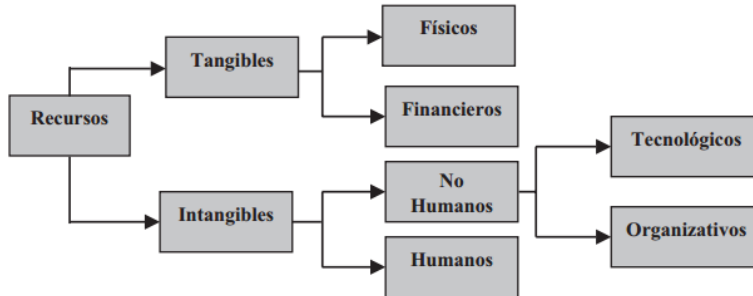 Físicos
Tangibles
Recursos
Financieros
Tecnológicos
No
Humanos
Intangibles
Organizativos
Humanos